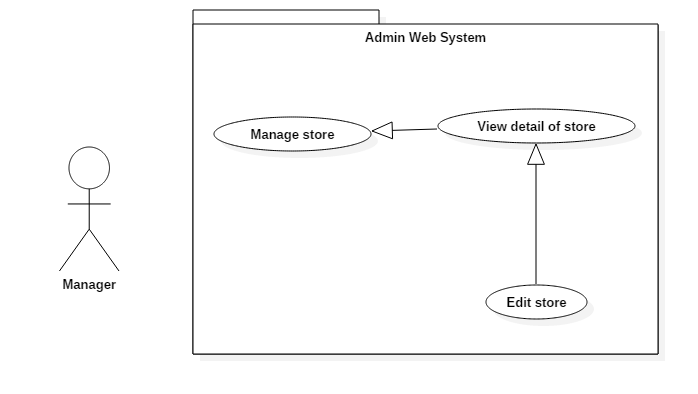 Admin Web System
Manage store
View detail of store
Manager
Edit store